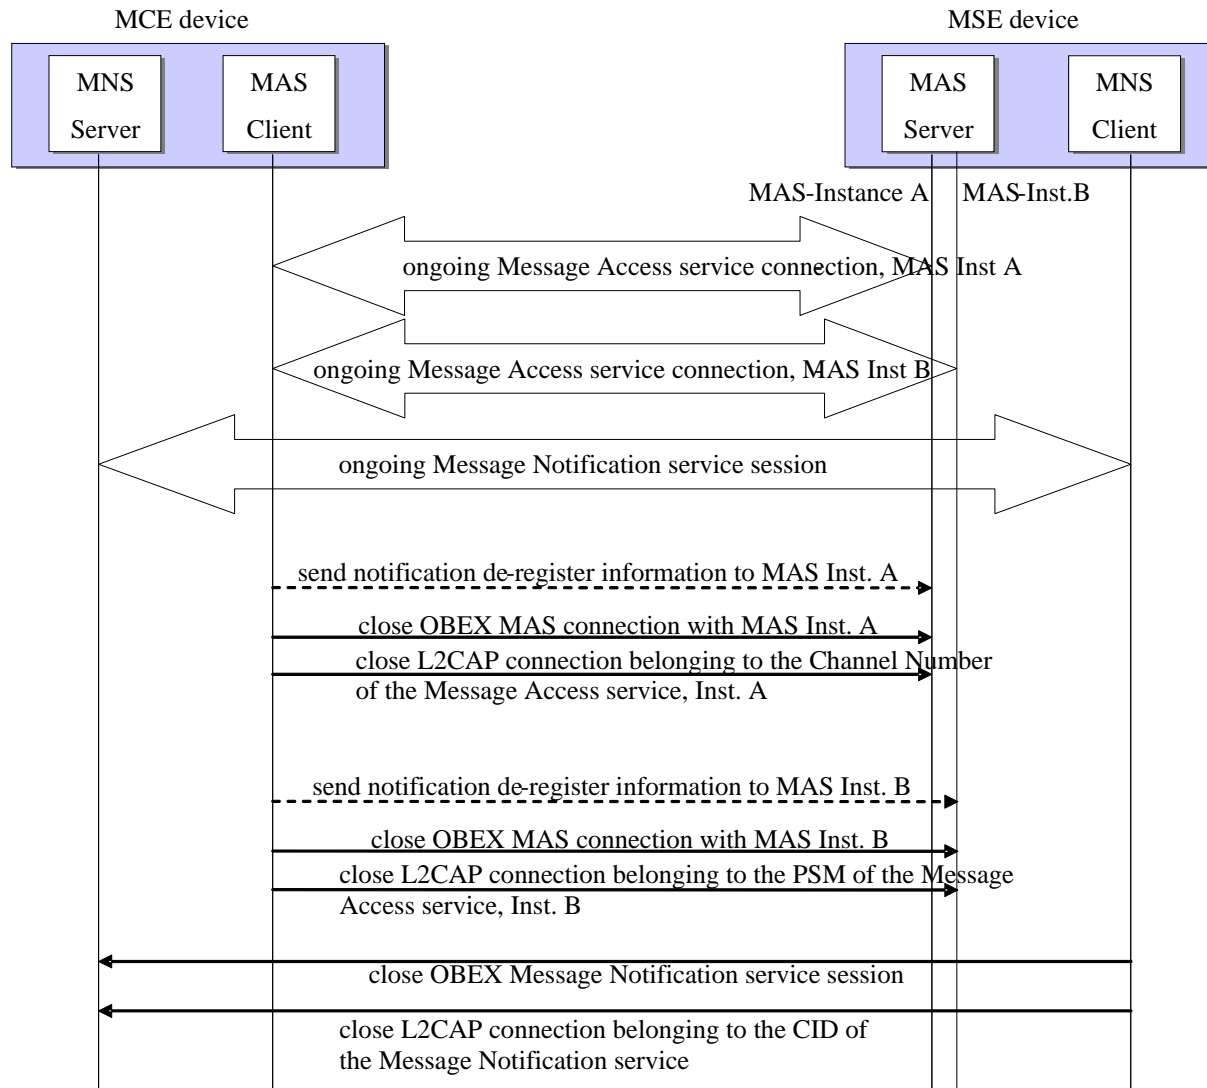 MCE device
MSE device
MNS
Server
MAS
Client
MAS
Server
MNS
Client
MAS-Instance A
MAS-Inst.B
ongoing Message Access service connection, MAS Inst A
ongoing Message Access service connection, MAS Inst B
ongoing Message Notification service session
send notification de-register information to MAS Inst. A
close OBEX MAS connection with MAS Inst. A
close L2CAP connection belonging to the Channel Number
of the Message Access service, Inst. A
send notification de-register information to MAS Inst. B
close OBEX MAS connection with MAS Inst. B
close L2CAP connection belonging to the PSM of the Message
Access service, Inst. B
close OBEX Message Notification service session
close L2CAP connection belonging to the CID of
the Message Notification service